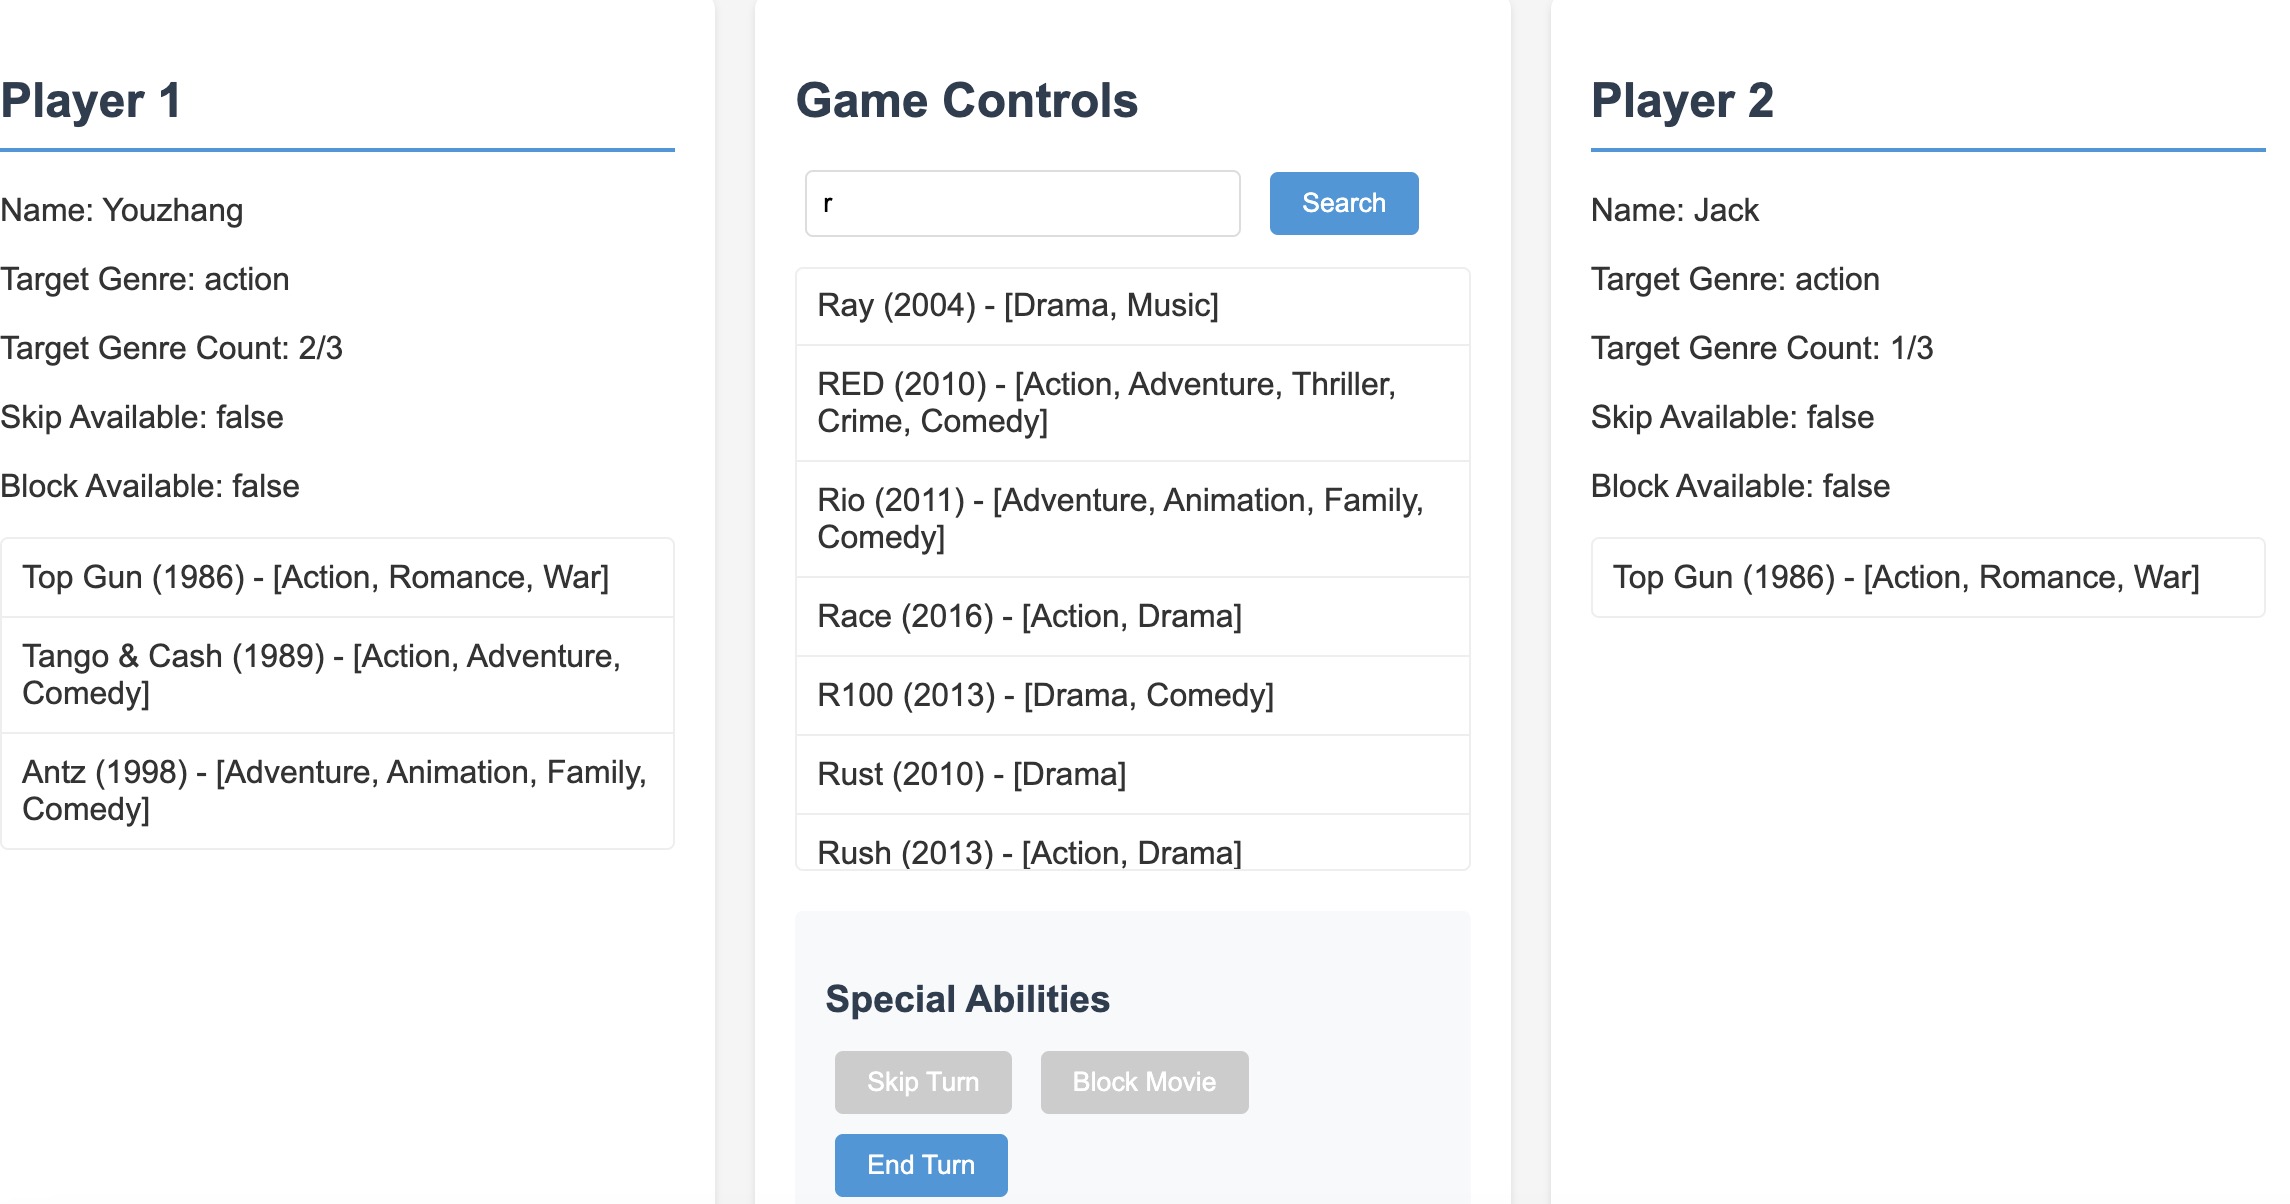 Player 1
Name: Youzhang
Target Genre: action
Target Genre Count: 2/3
Skip Available: false
Block Available: false
Top Gun (1986) - [Action, Romance, War]
Tango & Cash (1989) - [Action, Adventure,
Comedy]
Antz (1998) - [Adventure, Animation, Family,
Comedy]
Game Controls
r
Search
Ray (2004) - [Drama, Music]
RED (2010) - [Action, Adventure, Thriller,
Crime, Comedy]
Rio (2011) - [Adventure, Animation, Family,
Comedy]
Race (2016) - [Action, Drama]
R100 (2013) - [Drama, Comedy]
Rust (2010) - [Drama]
Rush (2013) - [Action, Drama]
Special Abilities
Skip Turn
Block Movie
End Turn
Player 2
Name: Jack
Target Genre: action
Target Genre Count: 1/3
Skip Available: false
Block Available: false
Top Gun (1986) - [Action, Romance, War]